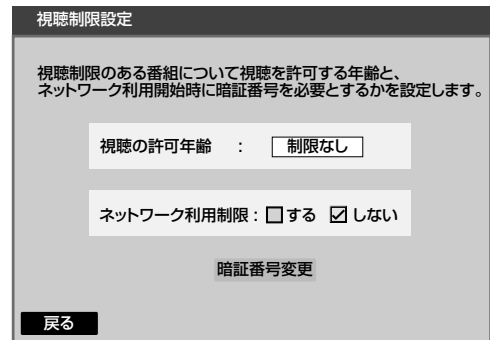 視聴制限設定
視聴制限のある番組について視聴を許可する年齢と、
ネットワーク利用開始時に暗証番号を必要とするかを設定します。
視聴の許可年齢 : 制限なし
ネットワーク利用制限 : する しない
暗証番号変更
戻る